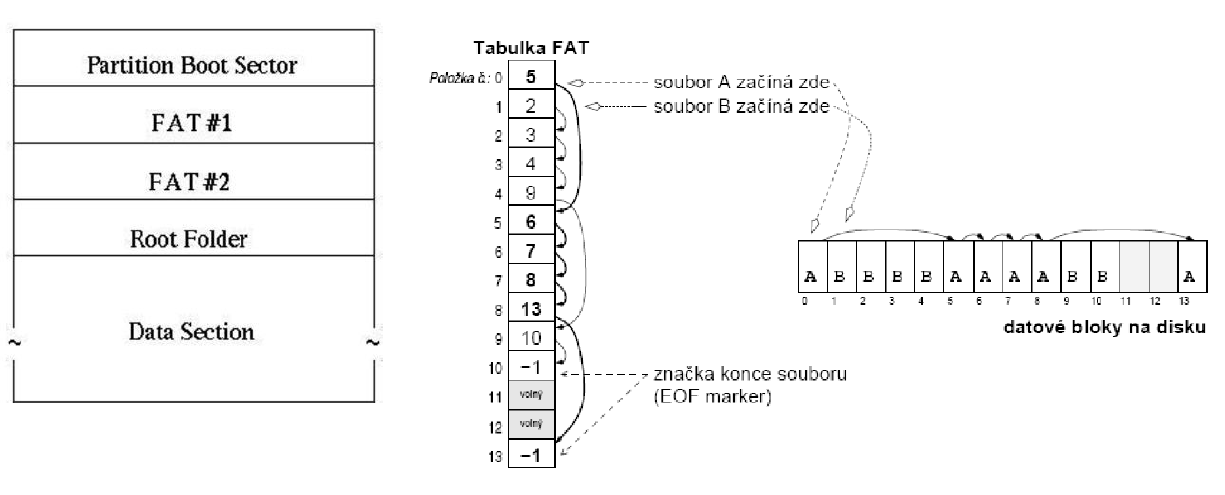 Partition Boot Sector
FAT #1
FAT #2
Root Folder
Data Section
~ ~
Tabulka FAT
Položka č.: 0 5
1 2
2 3
3 4
4 9
5 6
6 7
7 8
8 13
9 10
10 −1
11 volný
12 volný
13 −1
soubor A začíná zde
soubor B začíná zde
značka konce souboru
(EOF marker)
A B B B B A A A A B B A
0 1 2 3 4 5 6 7 8 9 10 11 12 13
datové bloky na disku